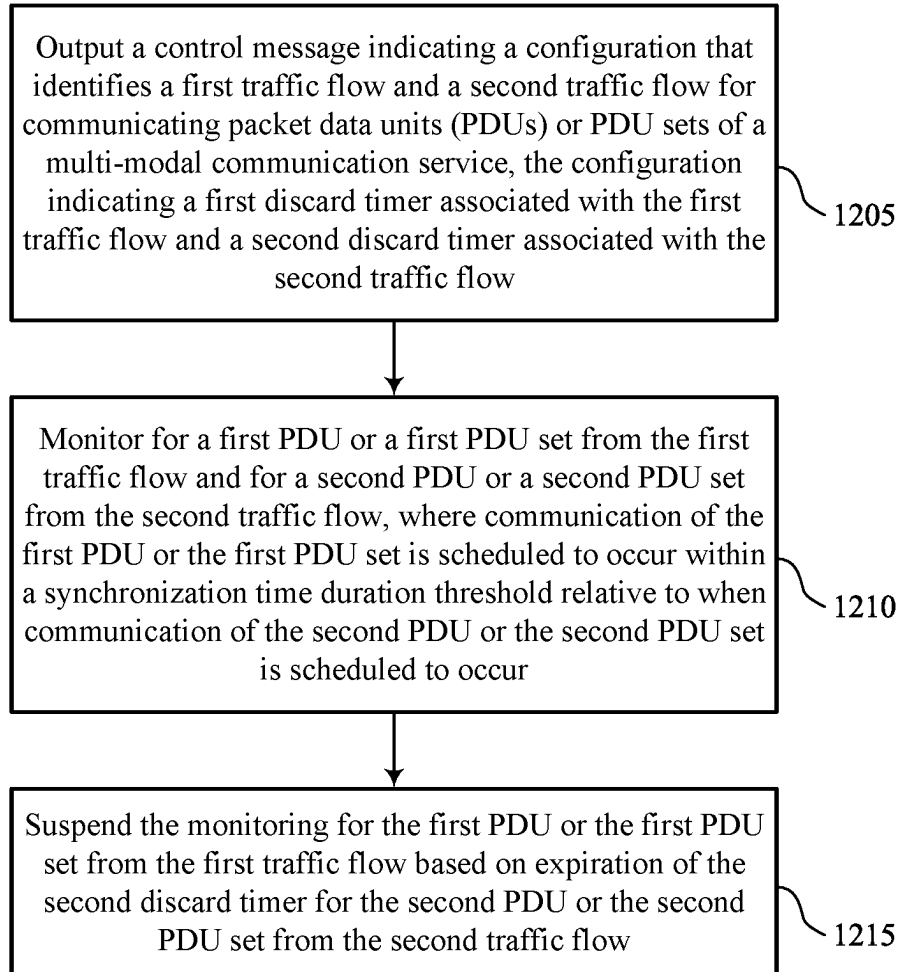 Output a control message indicating a configuration that
identifies a first traffic flow and a second traffic flow for
communicating packet data units (PDUs) or PDU sets of a
multi-modal communication service, the configuration
indicating a first discard timer associated with the first
traffic flow and a second discard timer associated with the
second traffic flow
1205
Monitor for a first PDU or a first PDU set from the first
traffic flow and for a second PDU or a second PDU set
from the second traffic flow, where communication of the
first PDU or the first PDU set is scheduled to occur within
a synchronization time duration threshold relative to when
communication of the second PDU or the second PDU set
is scheduled to occur
1210
Suspend the monitoring for the first PDU or the first PDU
set from the first traffic flow based on expiration of the
second discard timer for the second PDU or the second
PDU set from the second traffic flow
1215